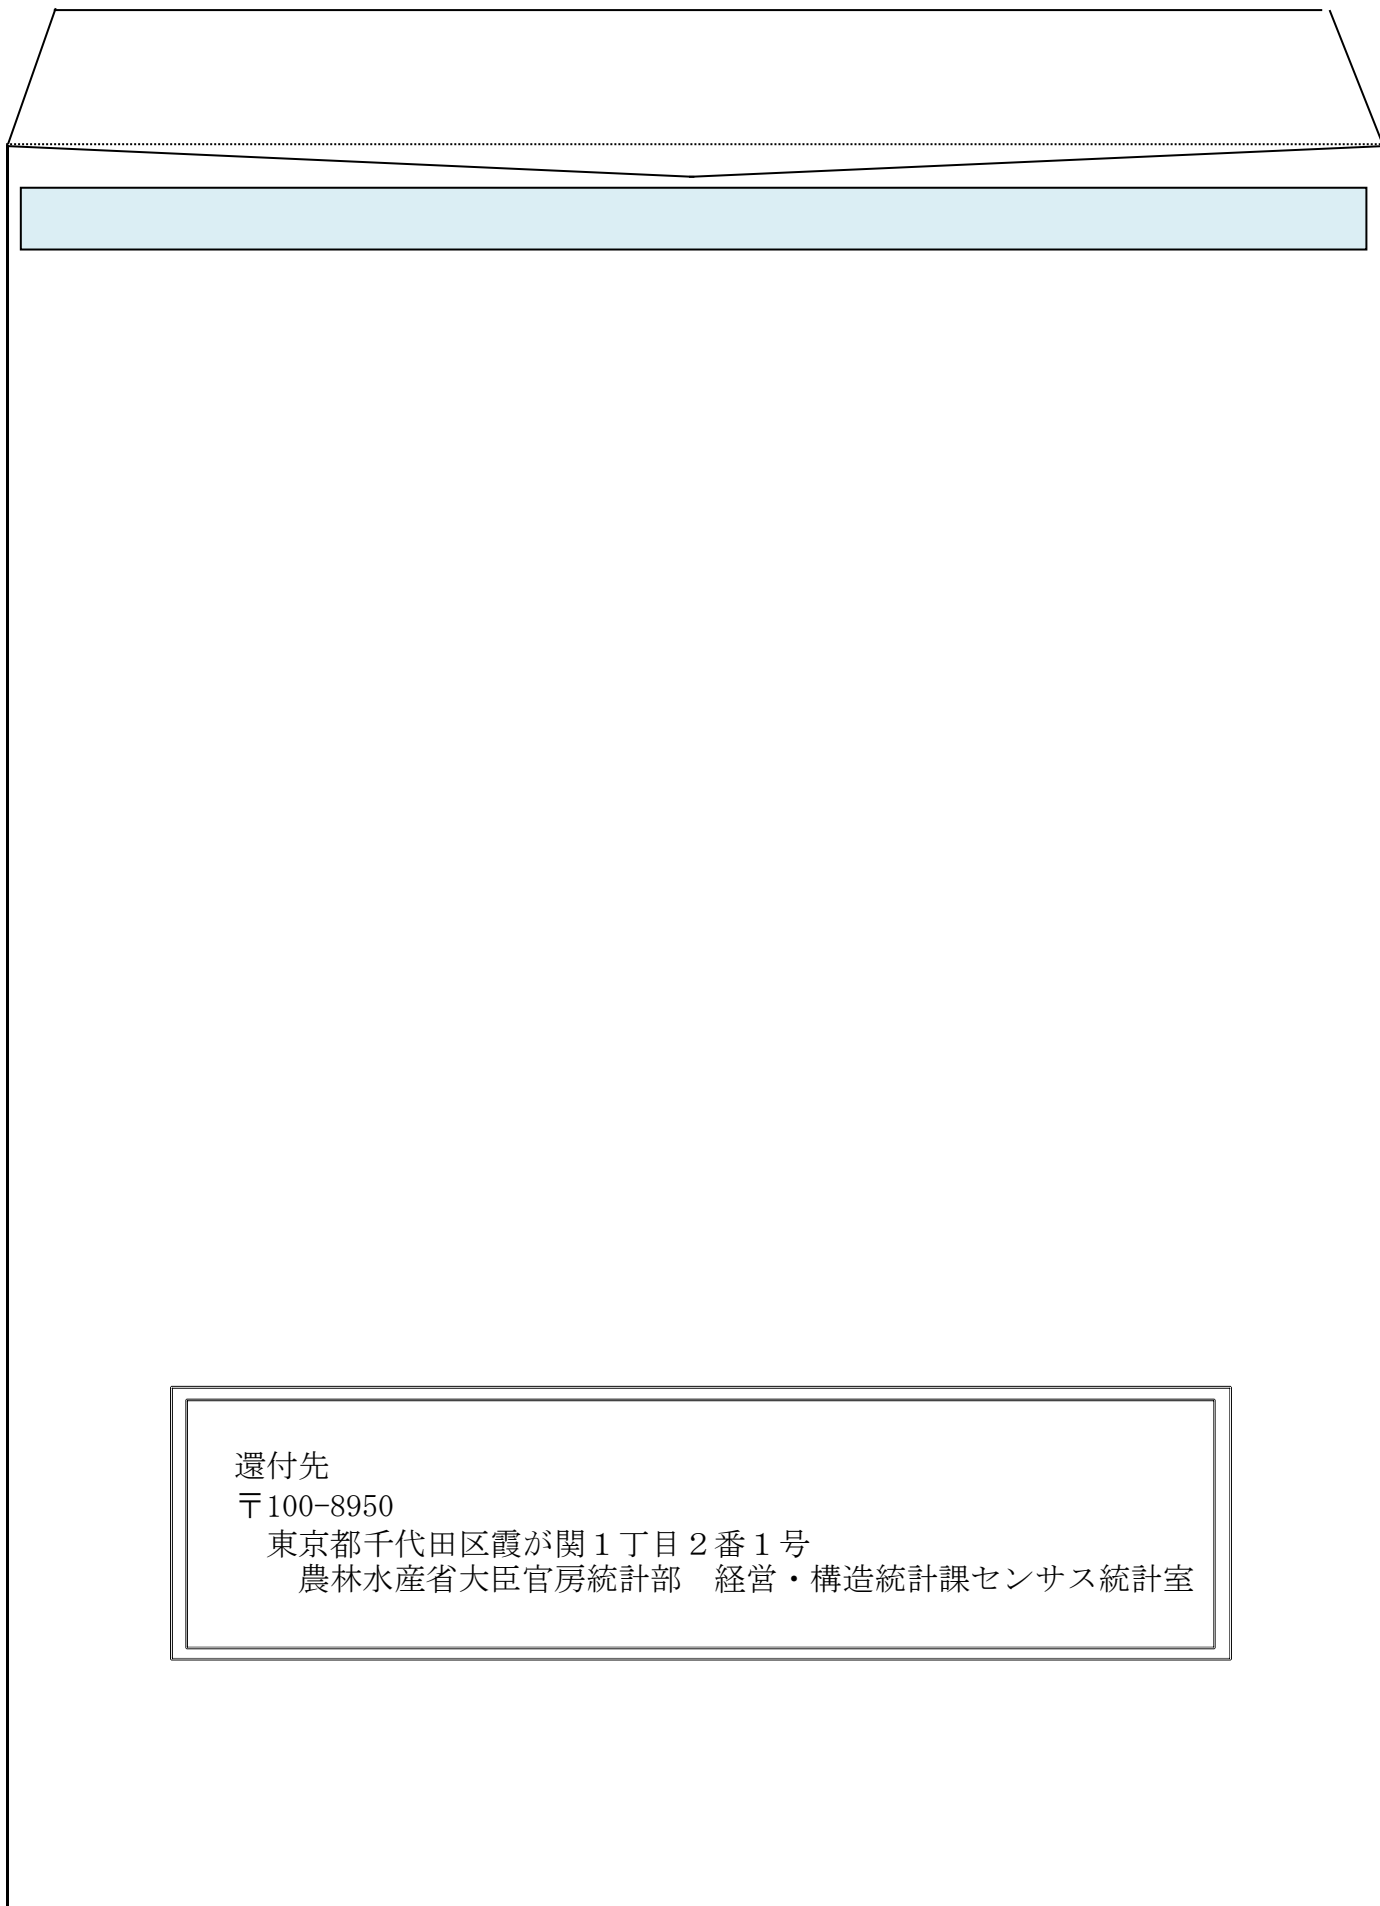 還付先
〒100-8950
東京都千代田区霞が関１丁目２番１号
農林水産省大臣官房統計部　経営・構造統計課センサス統計室